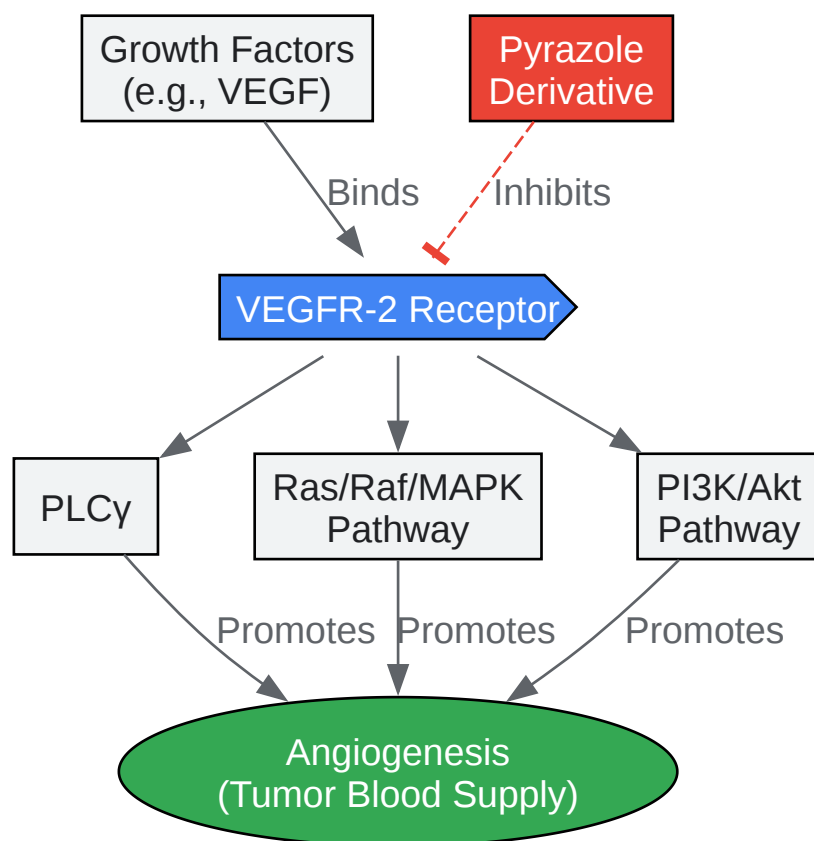 Growth Factors
(e.g., VEGF)
Pyrazole
Derivative
Binds
Inhibits
VEGFR-2 Receptor
PLCγ
Ras/Raf/MAPK
Pathway
PI3K/Akt
Pathway
Promotes
Promotes
Promotes
Angiogenesis
(Tumor Blood Supply)